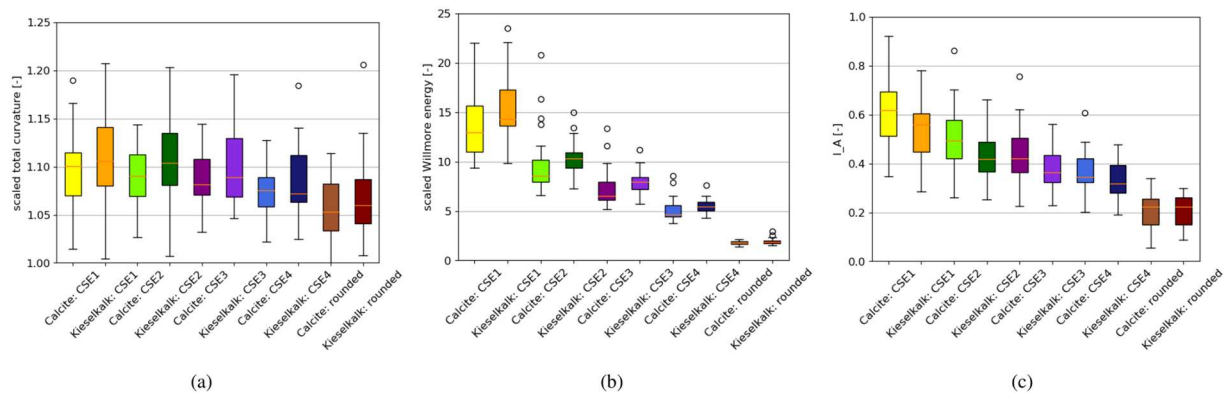 1.25
1.20
1.15
1.10
1.05
1.00
scaled total curvature [-]
Calcite: CSE1
Kieselkalk: CSE1
Calcite: CSE2
Kieselkalk: CSE2
Calcite: CSE3
Kieselkalk: CSE3
Calcite: CSE4
Kieselkalk: CSE4
Calcite: rounded
Kieselkalk: rounded
(a)
25
20
15
10
5
0
scaled Willmore energy [-]
Calcite: CSE1
Kieselkalk: CSE1
Calcite: CSE2
Kieselkalk: CSE2
Calcite: CSE3
Kieselkalk: CSE3
Calcite: CSE4
Kieselkalk: CSE4
Calcite: rounded
Kieselkalk: rounded
(b)
1.0
0.8
0.6
0.4
0.2
0.0
I_A [-]
Calcite: CSE1
Kieselkalk: CSE1
Calcite: CSE2
Kieselkalk: CSE2
Calcite: CSE3
Kieselkalk: CSE3
Calcite: CSE4
Kieselkalk: CSE4
Calcite: rounded
Kieselkalk: rounded
(c)